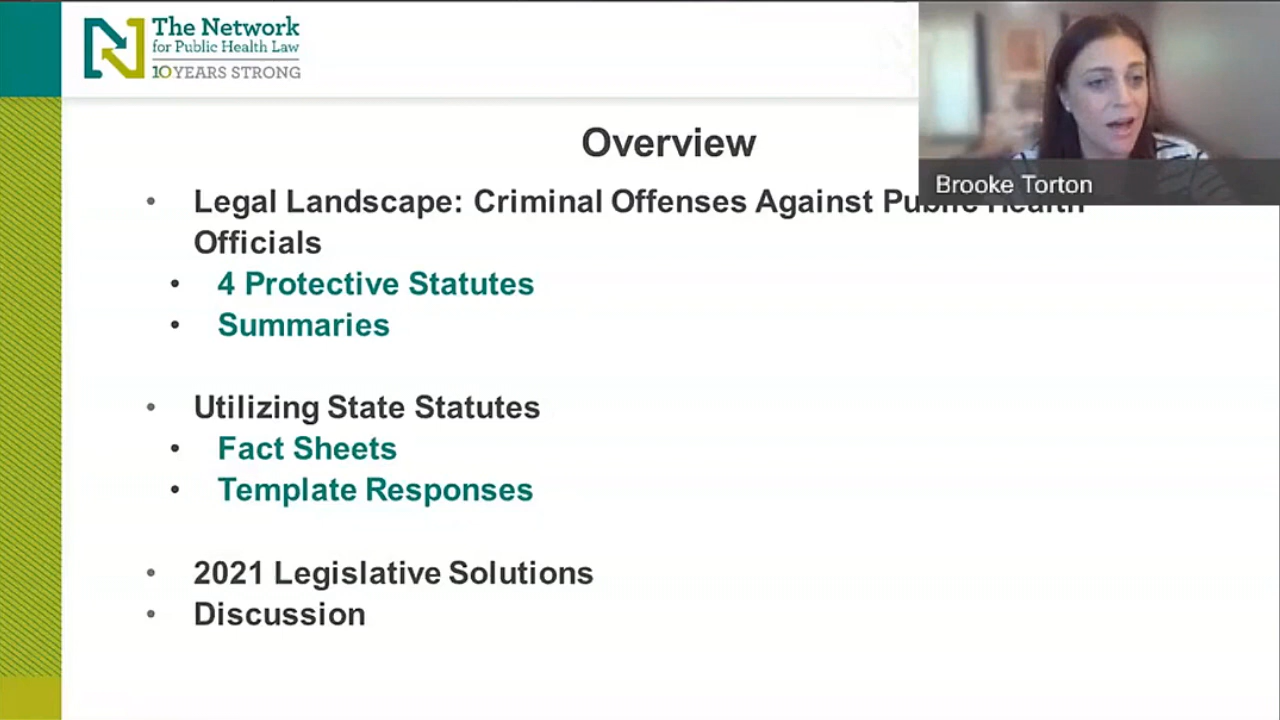 The Network
for Public Health Law
10 YEARS STRONG
Brooke Torton
Overview
• Legal Landscape: Criminal Offenses Against Public Health
Officials
• 4 Protective Statutes
• Summaries
• Utilizing State Statutes
• Fact Sheets
• Template Responses
• 2021 Legislative Solutions
• Discussion